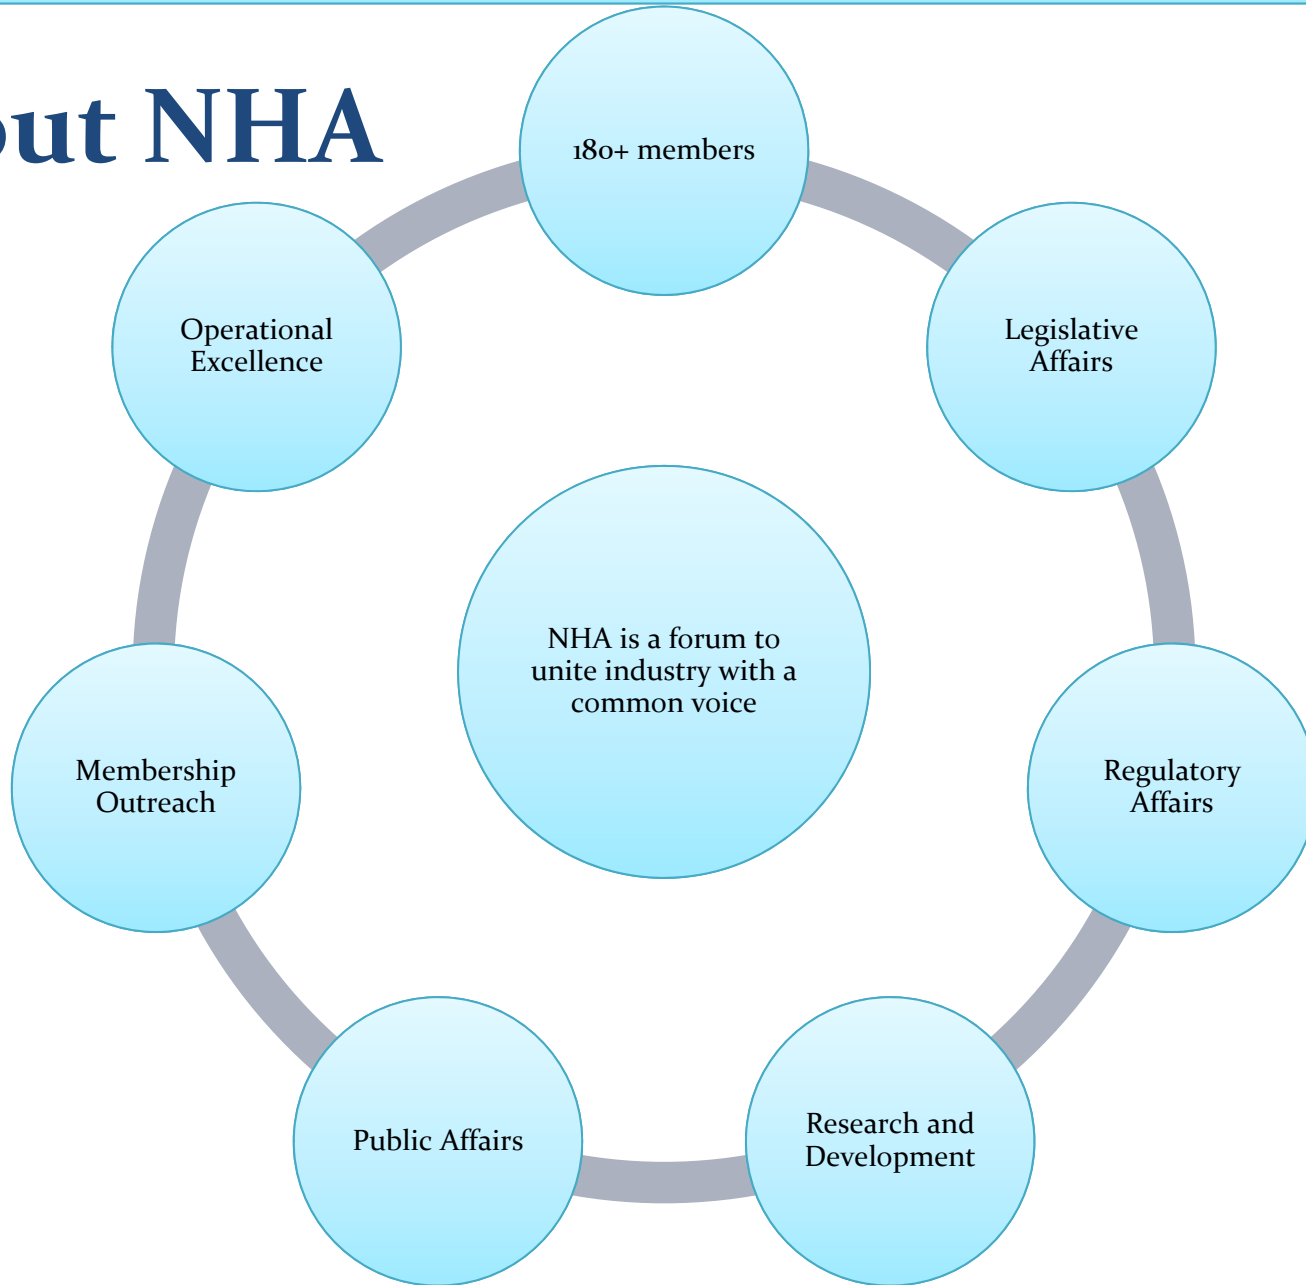 out NHA
180+ members
Legislative
Affairs
Regulatory
Affairs
Research and
Development
Public Affairs
Membership
Outreach
Operational
Excellence
NHA is a forum to
unite industry with a
common voice